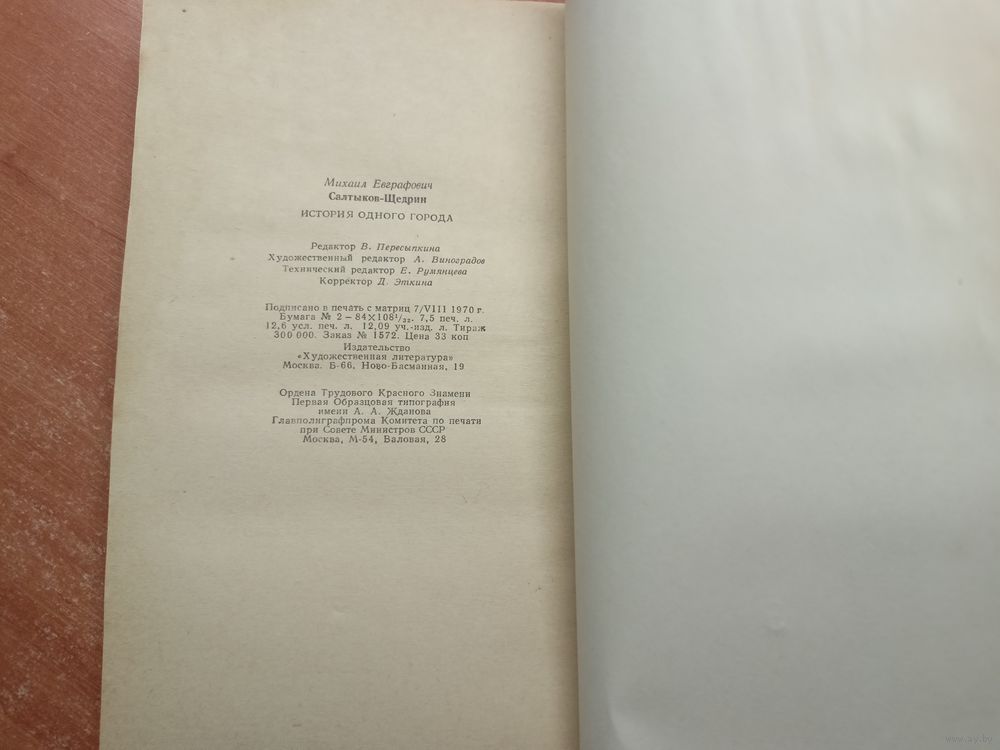 Михаил Евграфович
Салтыков-Щедрин
ИСТОРИЯ ОДНОГО ГОРОДА
Редактор В. Пересыпкина
Художественный редактор А. Виноградов
Технический редактор Е. Румянцева
Корректор Д. Эткина
Подписано в печать с матриц 7/VIII 1970 г.
Бумага № 2 — 84×108¹/₃₂. 7,5 печ. л.
12,6 усл. печ. л. 12,09 уч.-изд. л. Тираж
300 000. Заказ № 1572. Цена 33 коп
Издательство
«Художественная литература»
Москва. Б-66, Ново-Басманная, 19
Ордена Трудового Красного Знамени
Первая Образцовая типография
имени А. А. Жданова
Главполиграфпрома Комитета по печати
при Совете Министров СССР
Москва, М-54, Валовая, 28
www.ay.by